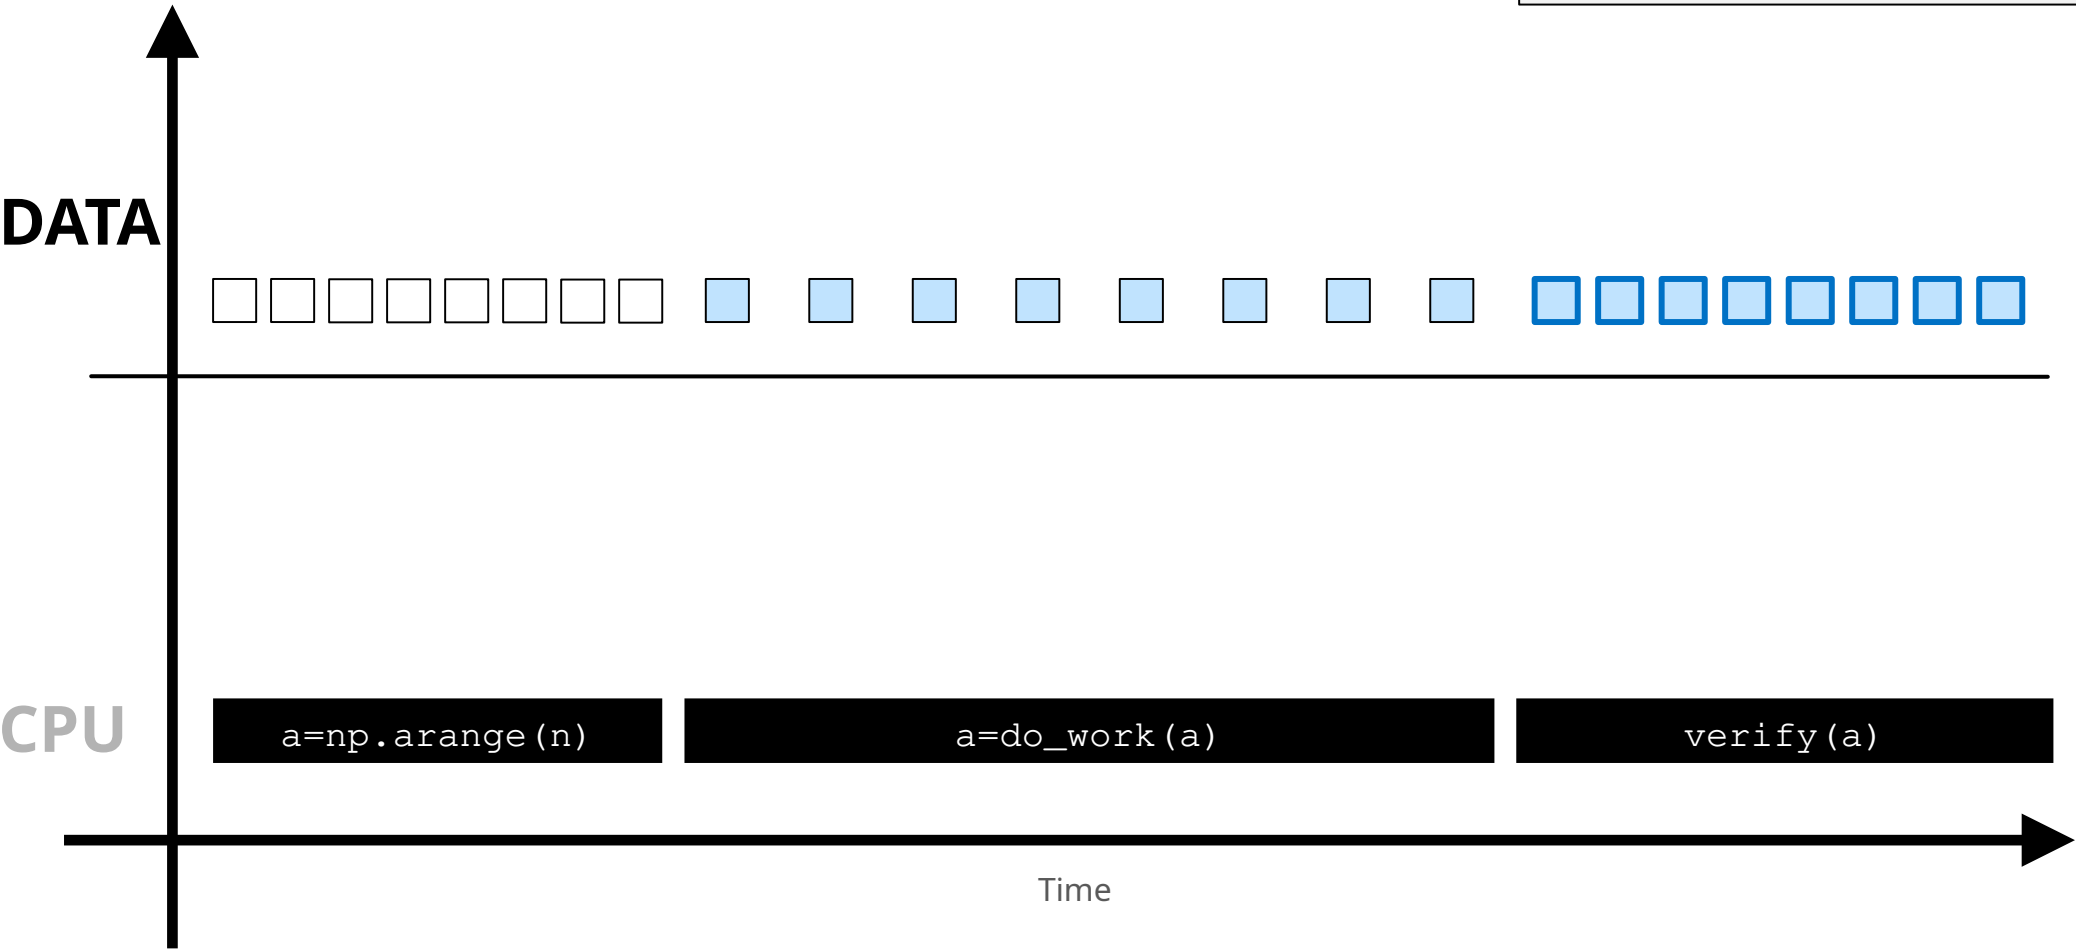 DATA
CPU
a=np.arange(n)
a=do_work(a)
verify(a)
Time